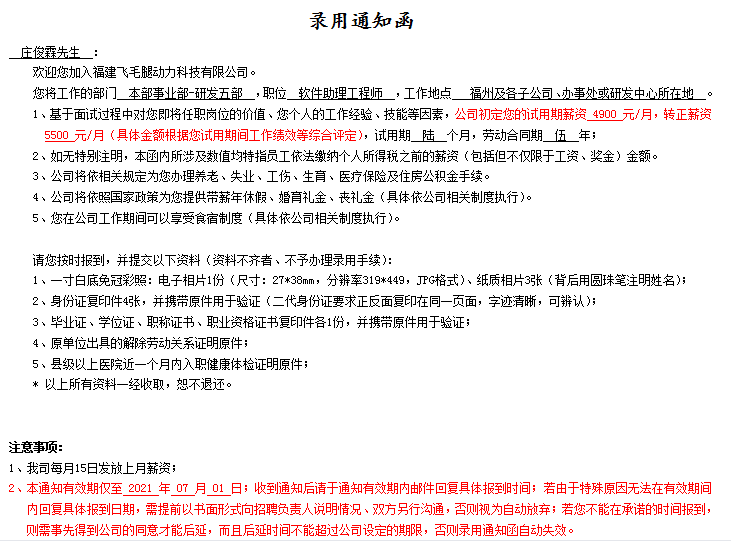 录用通知函
庄俊霖先生 ：
欢迎您加入福建飞毛腿动力科技有限公司。
您将工作的部门 本部事业部-研发五部 ,职位 软件助理工程师 ,工作地点 福州及各子公司、办事处或研发中心所在地 。
1、基于面试过程中对您即将任职岗位的价值、您个人的工作经验、技能等因素，公司初定您的试用期薪资 4900 元/月，转正薪资
5500 元/月（具体金额根据您试用期间工作绩效等综合评定），试用期 陆 个月，劳动合同期 伍 年；
2、如无特别注明，本函内所涉及数值均特指员工依法缴纳个人所得税之前的薪资（包括但不仅限于工资、奖金）金额。
3、公司将依相关规定为您办理养老、失业、工伤、生育、医疗保险及住房公积金手续。
4、公司将依照国家政策为您提供带薪年休假、婚育礼金、丧礼金（具体依公司相关制度执行）。
5、您在公司工作期间可以享受食宿制度（具体依公司相关制度执行）。
请您按时报到，并提交以下资料（资料不齐者、不予办理录用手续）：
1、一寸白底免冠彩照：电子相片1份（尺寸：27*38mm，分辨率319*449，JPG格式）、纸质相片3张（背后用圆珠笔注明姓名）；
2、身份证复印件4张，并携带原件用于验证（二代身份证要求正反面复印在同一页面，字迹清晰，可辨认）；
3、毕业证、学位证、职称证书、职业资格证书复印件各1份，并携带原件用于验证；
4、原单位出具的解除劳动关系证明原件；
5、县级以上医院近一个月内入职健康体检证明原件；
* 以上所有资料一经收取，恕不退还。
注意事项：
1、我司每月15日发放上月薪资；
2、本通知有效期仅至 2021 年 07 月 01 日；收到通知后请于通知有效期内邮件回复具体报到时间；若由于特殊原因无法在有效期间
内回复具体报到日期，需提前以书面形式向招聘负责人说明情况、双方另行沟通，否则视为自动放弃；若您不能在承诺的时间报到，
则需事先得到公司的同意才能后延，而且后延时间不能超过公司设定的期限，否则录用通知函自动失效。